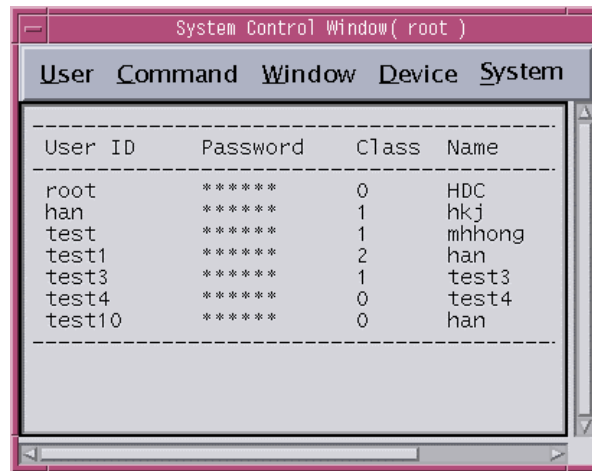 System Control Window( root )
User Command Window Device System
User ID Password Class Name
root ****** 0 HDC
han ****** 1 hkj
test ****** 1 mhhong
test1 ****** 2 han
test3 ****** 1 test3
test4 ****** 0 test4
test10 ****** 0 han